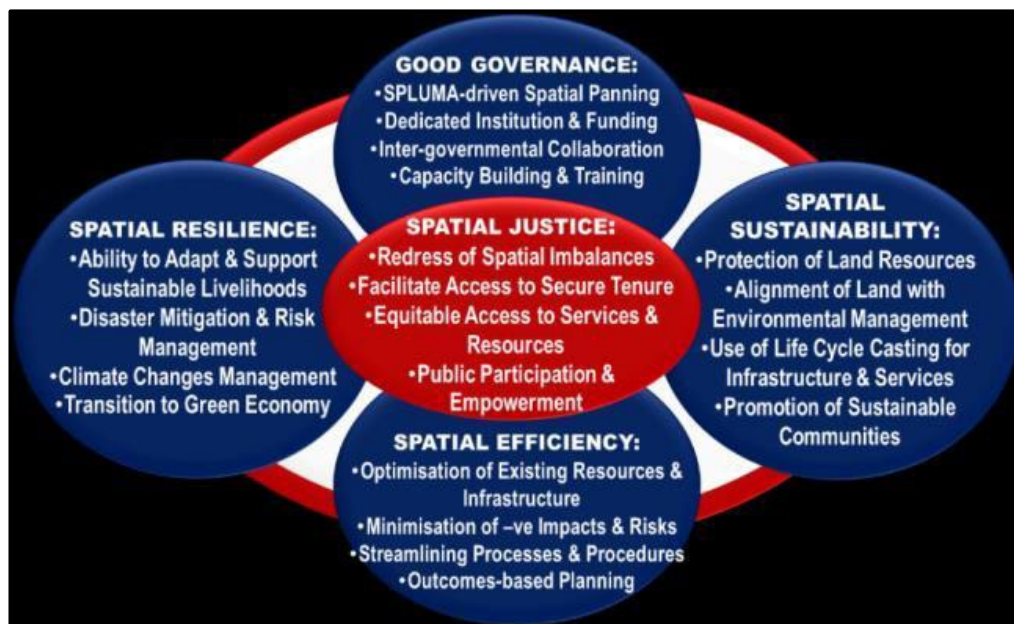 GOOD GOVERNANCE:
•SPLUMA-driven Spatial Panning
•Dedicated Institution & Funding
•Inter-governmental Collaboration
•Capacity Building & Training
SPATIAL RESILIENCE:
•Ability to Adapt & Support
Sustainable Livelihoods
•Disaster Mitigation & Risk
Management
•Climate Changes Management
•Transition to Green Economy
SPATIAL JUSTICE:
•Redress of Spatial Imbalances
•Facilitate Access to Secure Tenure
•Equitable Access to Services &
Resources
•Public Participation &
Empowerment
SPATIAL
SUSTAINABILITY:
•Protection of Land Resources
•Alignment of Land with
Environmental Management
•Use of Life Cycle Casting for
Infrastructure & Services
•Promotion of Sustainable
Communities
SPATIAL EFFICIENCY:
•Optimisation of Existing Resources &
Infrastructure
•Minimisation of –ve Impacts & Risks
•Streamlining Processes & Procedures
•Outcomes-based Planning